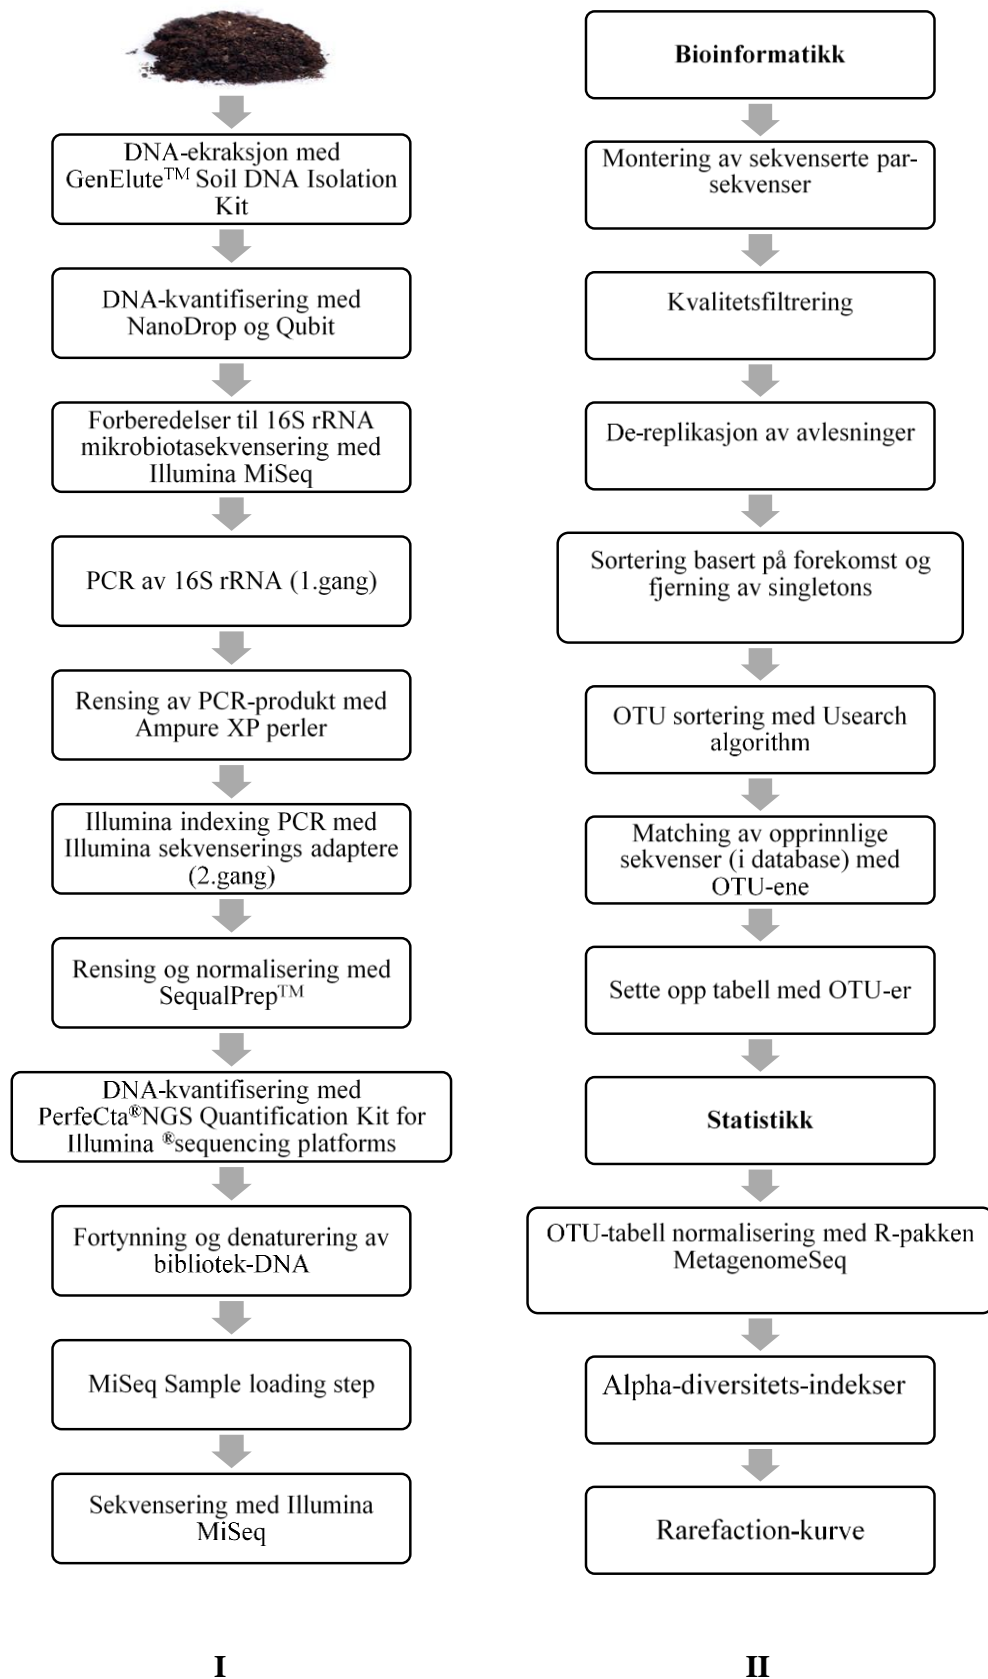 DNA-ekraksjon med
GenElute™ Soil DNA Isolation
Kit
DNA-kvantifisering med
NanoDrop og Qubit
Forberedelser til 16S rRNA
mikrobiotasekvensering med
Illumina MiSeq
PCR av 16S rRNA (1.gang)
Rensing av PCR-produkt med
Ampure XP perler
Illumina indexing PCR med
Illumina sekvenserings adaptere
(2.gang)
Rensing og normalisering med
SequalPrep™
DNA-kvantifisering med
PerfeCta®NGS Quantification Kit for
Illumina ®sequencing platforms
Fortynning og denaturering av
bibliotek-DNA
MiSeq Sample loading step
Sekvensering med Illumina
MiSeq
I
Bioinformatikk
Montering av sekvenserte par-
sekvenser
Kvalitetsfiltrering
De-replikasjon av avlesninger
Sortering basert på forekomst og
fjerning av singletons
OTU sortering med Usearch
algorithm
Matching av opprinnlige
sekvenser (i database) med
OTU-ene
Sette opp tabell med OTU-er
Statistikk
OTU-tabell normalisering med R-pakken
MetagenomeSeq
Alpha-diversitets-indekser
Rarefaction-kurve
II